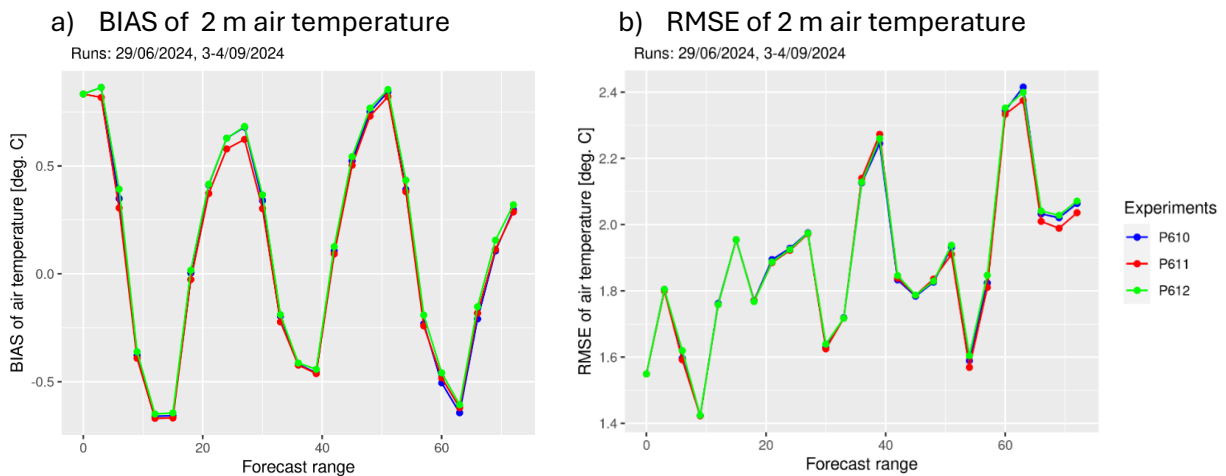 a) BIAS of 2 m air temperature
Runs: 29/06/2024, 3-4/09/2024
BIAS of air temperature [deg. C]
0.5
0.0
-0.5
0
20
40
60
Forecast range
b) RMSE of 2 m air temperature
Runs: 29/06/2024, 3-4/09/2024
RMSE of air temperature [deg. C]
2.4
2.2
2.0
1.8
1.6
1.4
0
20
40
60
Forecast range
Experiments
P610
P611
P612